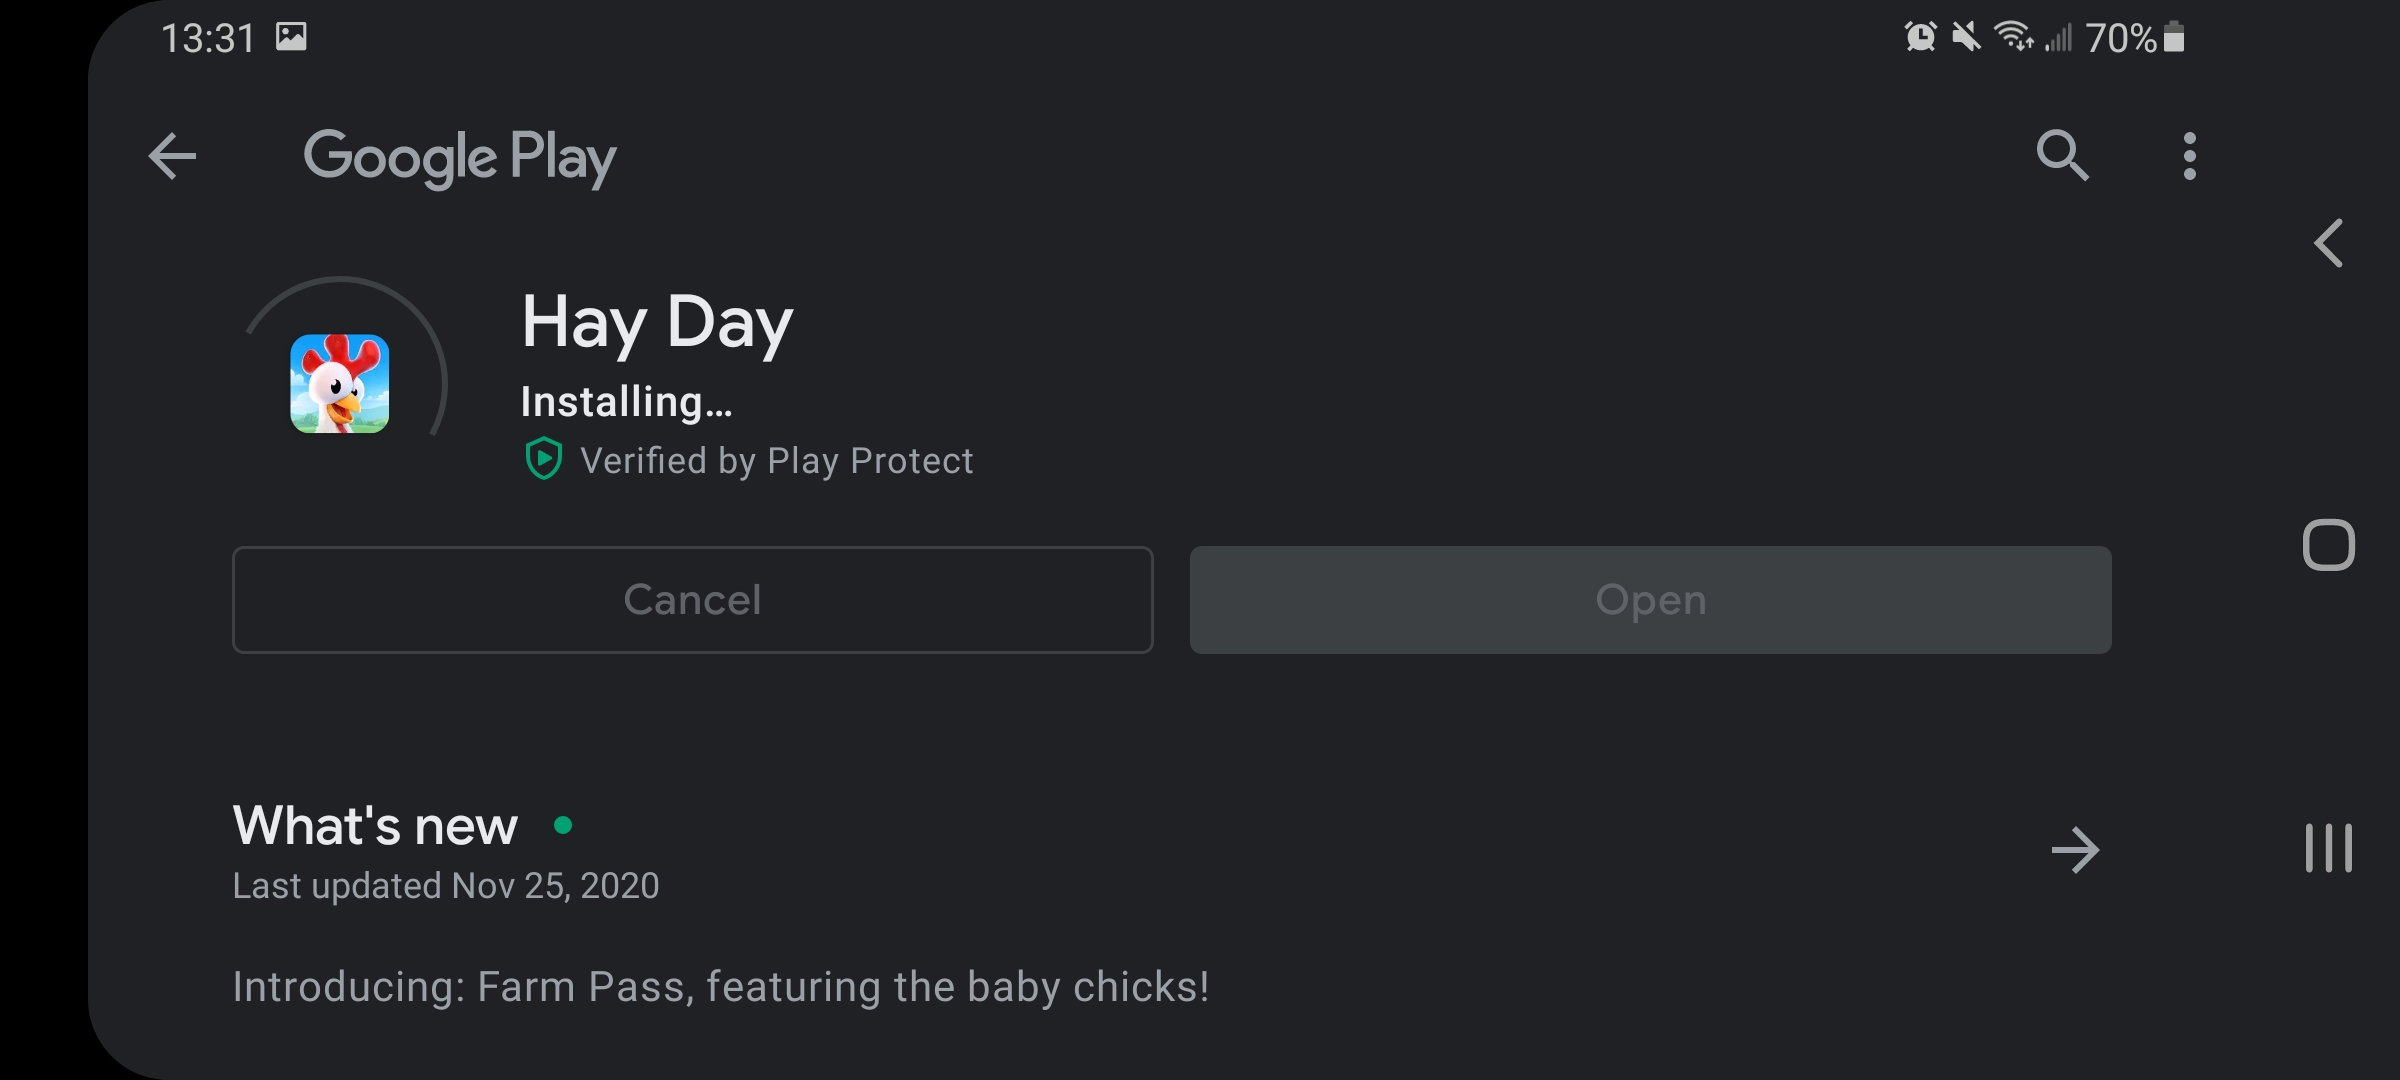 13:31
70%
Google Play
Hay Day
Installing...
Verified by Play Protect
Cancel
Open
What's new
Last updated Nov 25, 2020
Introducing: Farm Pass, featuring the baby chicks!